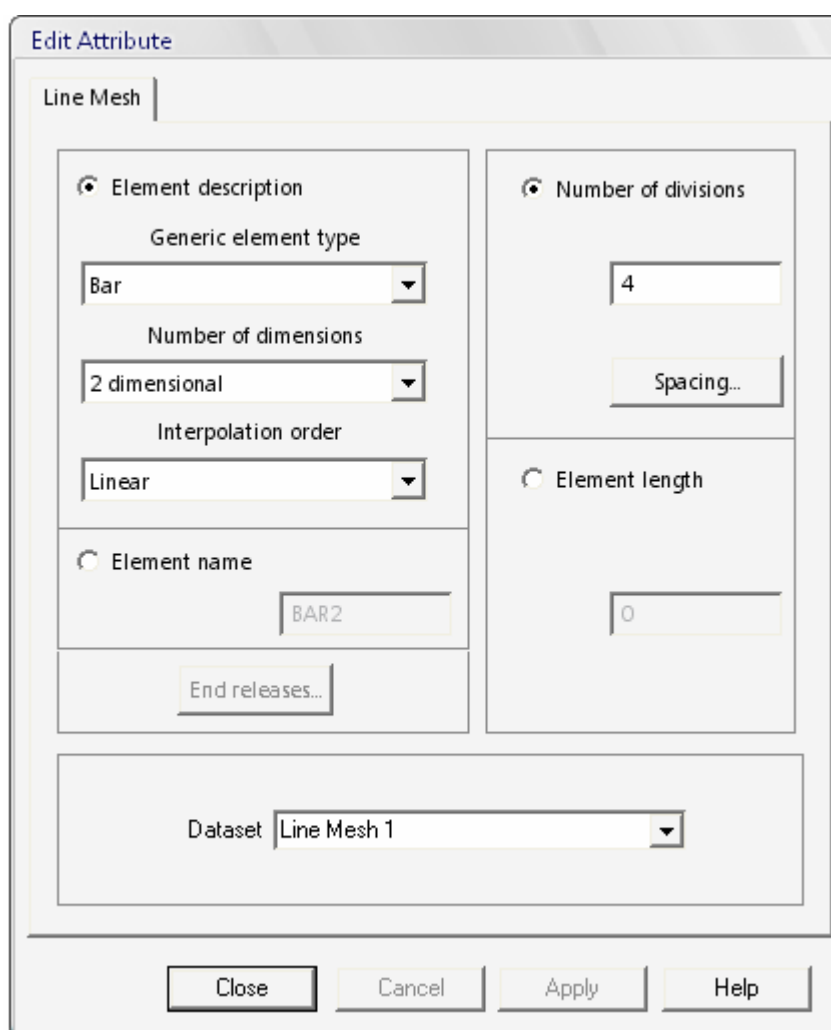 Edit Attribute
Line Mesh
Element description
Generic element type
Bar
Number of dimensions
2 dimensional
Interpolation order
Linear
Element name
BAR2
End releases...
Number of divisions
4
Spacing...
Element length
0
Dataset Line Mesh 1
Close Cancel Apply Help